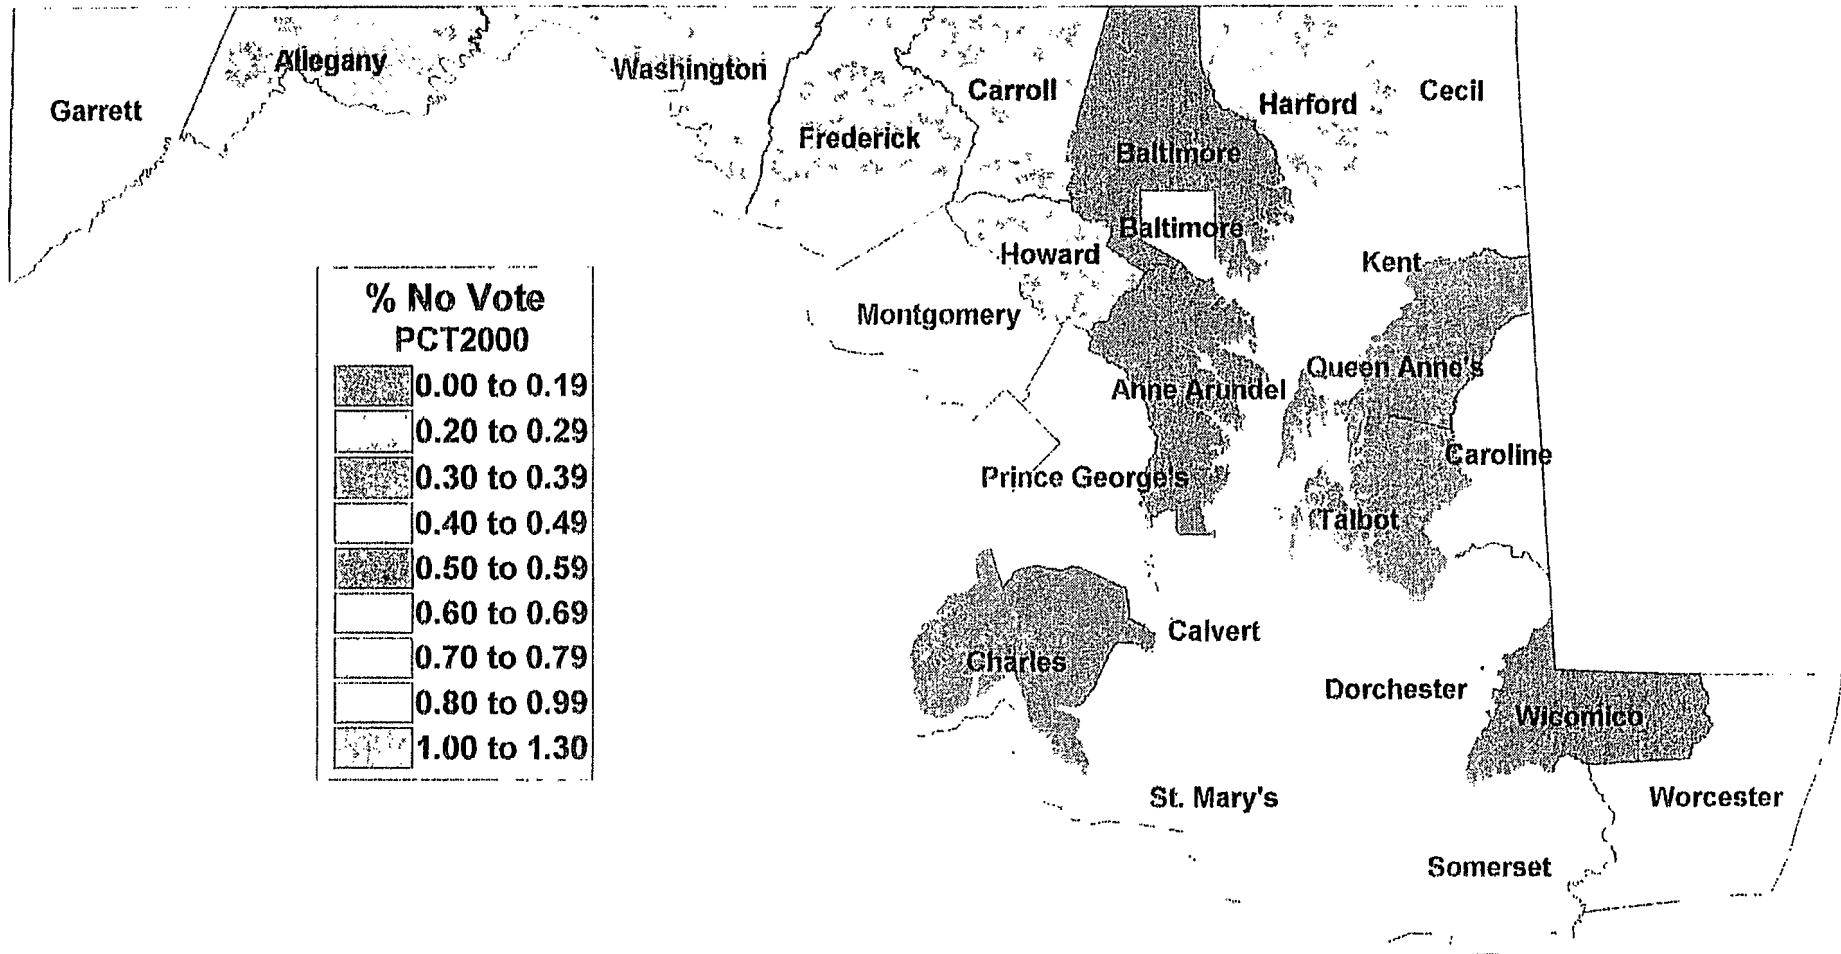 Garrett
Allegany
Washington
Frederick
Carroll
Baltimore
Harford
Cecil
Baltimore
Howard
Montgomery
Kent
Queen Anne's
Anne Arundel
Caroline
Prince George's
Talbot
Calvert
Charles
Dorchester
Wicomico
St. Mary's
Worcester
Somerset
% No Vote
PCT2000
0.00 to 0.19
0.20 to 0.29
0.30 to 0.39
0.40 to 0.49
0.50 to 0.59
0.60 to 0.69
0.70 to 0.79
0.80 to 0.99
1.00 to 1.30